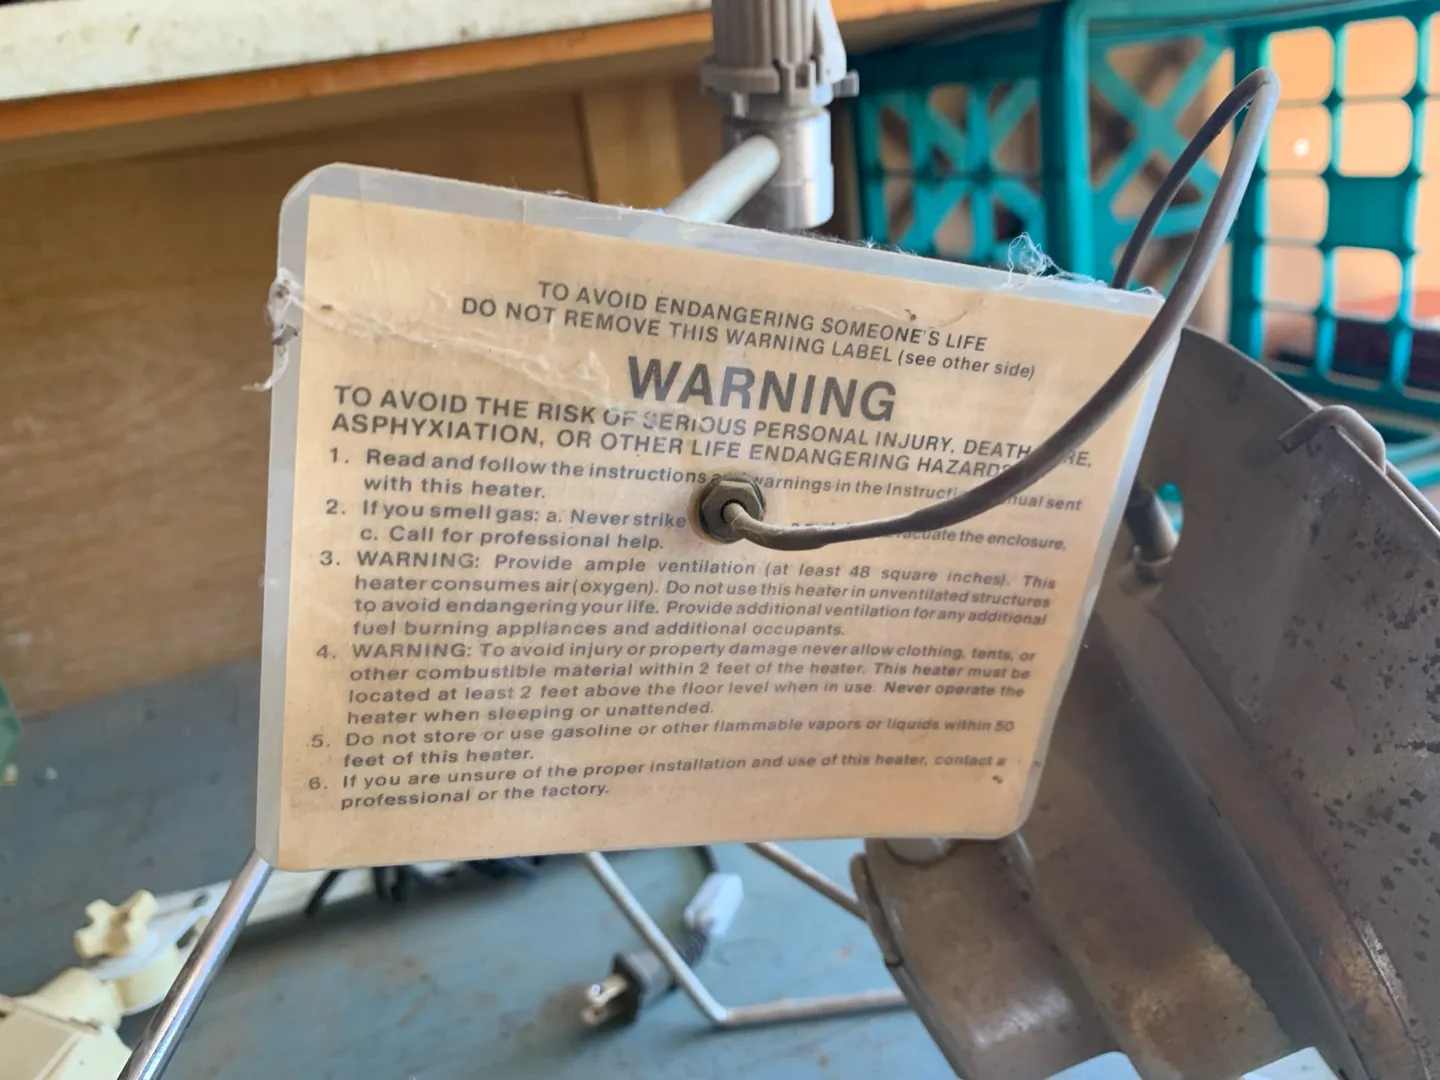 TO AVOID ENDANGERING SOMEONE'S LIFE
DO NOT REMOVE THIS WARNING LABEL (see other side)
WARNING
TO AVOID THE RISK OF SERIOUS PERSONAL INJURY, DEATH,
ASPHYXIATION, OR OTHER LIFE ENDANGERING HAZARDS
1. Read and follow the instructions warnings in the sent
with this heater.
2. If you smell gas: a. Never strike the enclosure,
c. Call for professional help.
3. WARNING: Provide ample ventilation (at least 48 square inches). This
heater consumes air (oxygen). Do not use this heater in unventilated structures
to avoid endangering your life. Provide additional ventilation for any additional
fuel burning appliances and additional occupants.
4. WARNING: To avoid injury or property damage never allow clothing, tents, or
other combustible material within 2 feet of the heater. This heater must be
located at least 2 feet above the floor level when in use. Never operate the
heater when sleeping or unattended.
5. Do not store or use gasoline or other flammable vapors or liquids within 50
feet of this heater.
6. If you are unsure of the proper installation and use of this heater, contact a
professional or the factory.